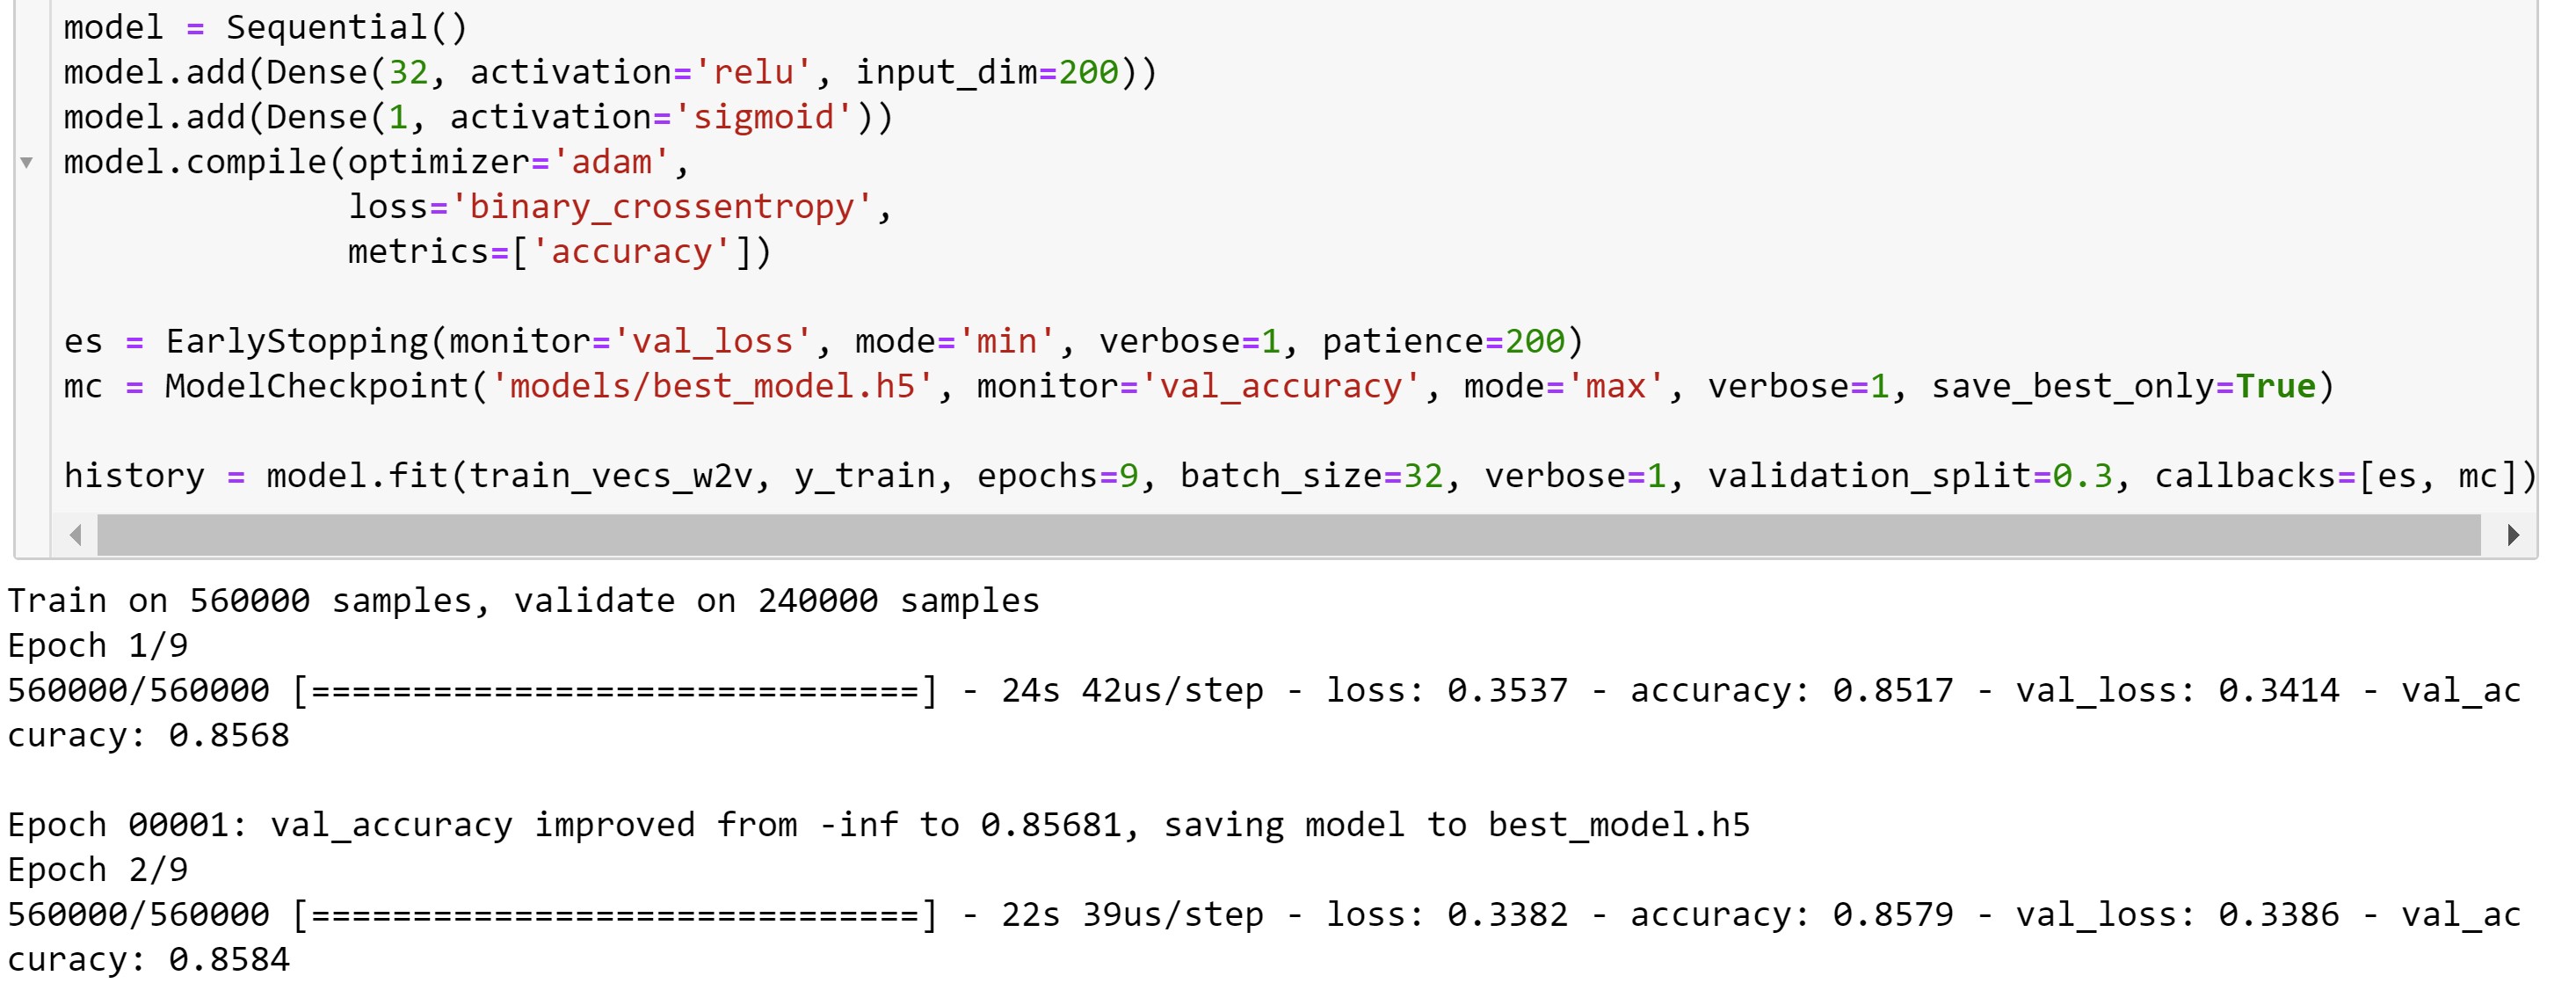 model = Sequential()
model.add(Dense(32, activation='relu', input_dim=200))
model.add(Dense(1, activation='sigmoid'))
model.compile(optimizer='adam',
              loss='binary_crossentropy',
              metrics=['accuracy'])
es = EarlyStopping(monitor='val_loss', mode='min', verbose=1, patience=200)
mc = ModelCheckpoint('models/best_model.h5', monitor='val_accuracy', mode='max', verbose=1, save_best_only=True)
history = model.fit(train_vecs_w2v, y_train, epochs=9, batch_size=32, verbose=1, validation_split=0.3, callbacks=[es, mc])
Train on 560000 samples, validate on 240000 samples
Epoch 1/9
560000/560000 [==============================] - 24s 42us/step - loss: 0.3537 - accuracy: 0.8517 - val_loss: 0.3414 - val_ac
curacy: 0.8568
Epoch 00001: val_accuracy improved from -inf to 0.85681, saving model to best_model.h5
Epoch 2/9
560000/560000 [==============================] - 22s 39us/step - loss: 0.3382 - accuracy: 0.8579 - val_loss: 0.3386 - val_ac
curacy: 0.8584